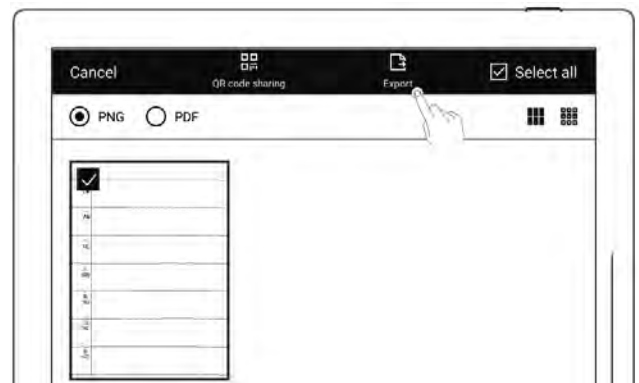 Cancel
QR code sharing
Export
Select all
PNG
PDF